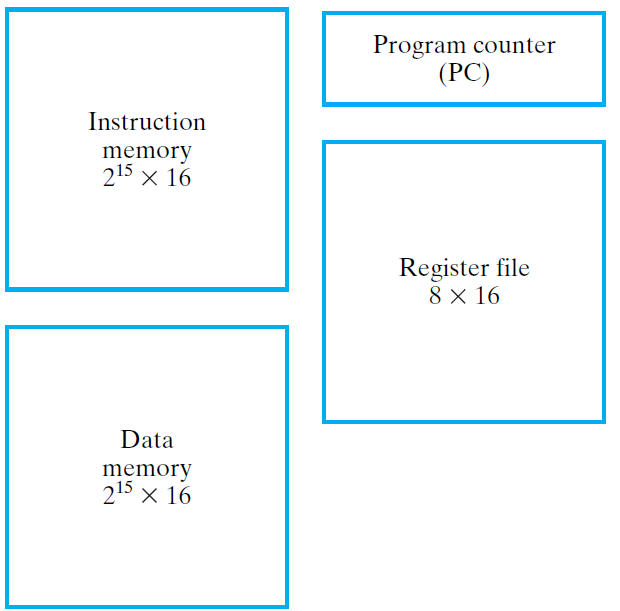 Instruction
memory
2¹⁵ × 16
Program counter
(PC)
Register file
8 × 16
Data
memory
2¹⁵ × 16